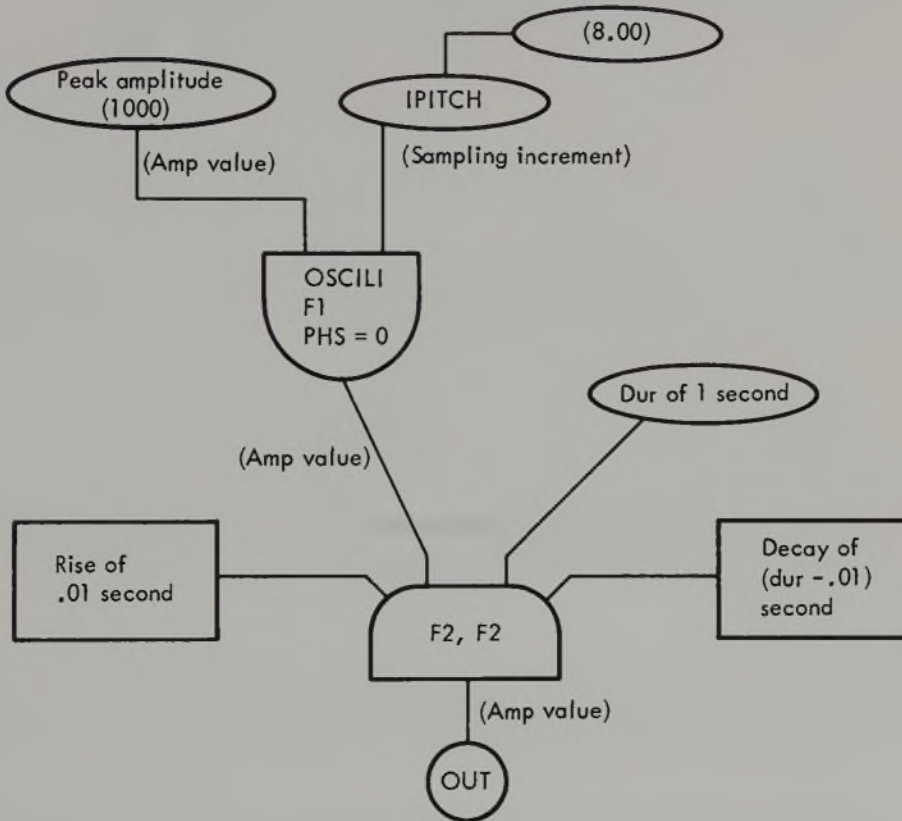 (8.00)
Peak amplitude
(1000)
IPITCH
(Amp value)
(Sampling increment)
OSCILI
F1
PHS = 0
Dur of 1 second
(Amp value)
Rise of
.01 second
Decay of
(dur -.01)
second
F2, F2
(Amp value)
OUT